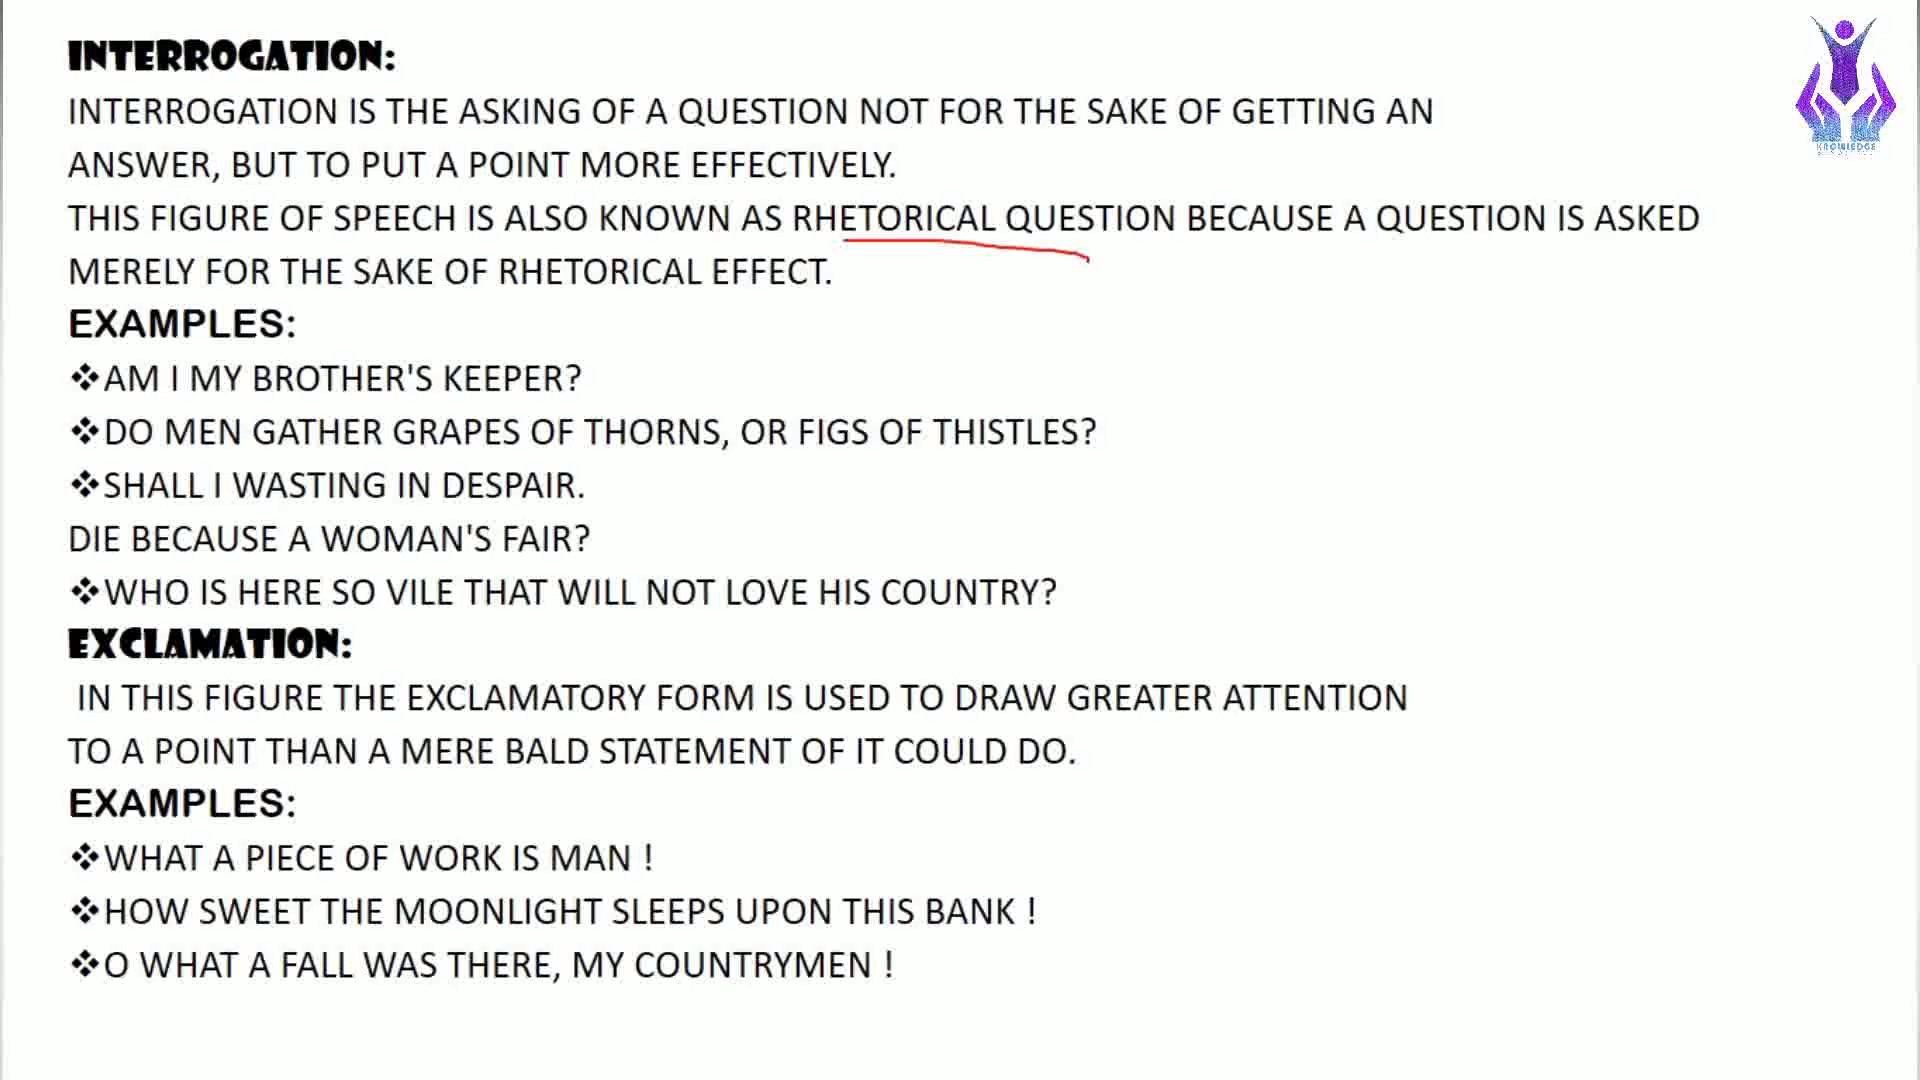 INTERROGATION:
INTERROGATION IS THE ASKING OF A QUESTION NOT FOR THE SAKE OF GETTING AN
ANSWER, BUT TO PUT A POINT MORE EFFECTIVELY.
THIS FIGURE OF SPEECH IS ALSO KNOWN AS RHETORICAL QUESTION BECAUSE A QUESTION IS ASKED
MERELY FOR THE SAKE OF RHETORICAL EFFECT.
EXAMPLES:
❖AM I MY BROTHER'S KEEPER?
❖DO MEN GATHER GRAPES OF THORNS, OR FIGS OF THISTLES?
❖SHALL I WASTING IN DESPAIR.
DIE BECAUSE A WOMAN'S FAIR?
❖WHO IS HERE SO VILE THAT WILL NOT LOVE HIS COUNTRY?
EXCLAMATION:
IN THIS FIGURE THE EXCLAMATORY FORM IS USED TO DRAW GREATER ATTENTION
TO A POINT THAN A MERE BALD STATEMENT OF IT COULD DO.
EXAMPLES:
❖WHAT A PIECE OF WORK IS MAN !
❖HOW SWEET THE MOONLIGHT SLEEPS UPON THIS BANK !
❖O WHAT A FALL WAS THERE, MY COUNTRYMEN !